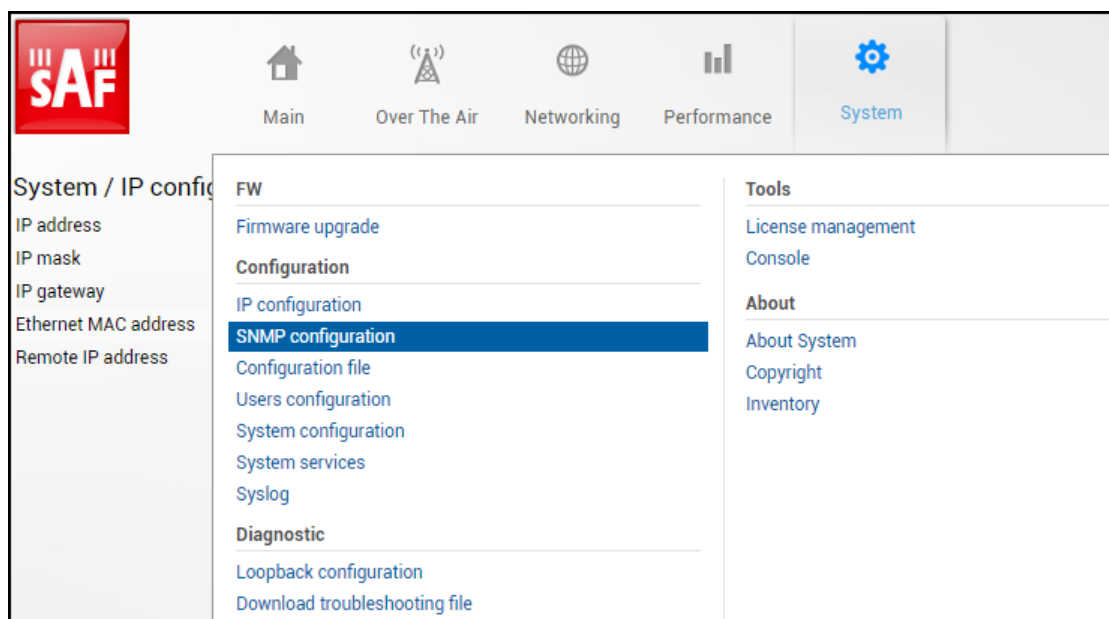 SAF
Main
Over The Air
Networking
Performance
System
System / IP config
IP address
IP mask
IP gateway
Ethernet MAC address
Remote IP address
FW
Firmware upgrade
Configuration
IP configuration
SNMP configuration
Configuration file
Users configuration
System configuration
System services
Syslog
Diagnostic
Loopback configuration
Download troubleshooting file
Tools
License management
Console
About
About System
Copyright
Inventory